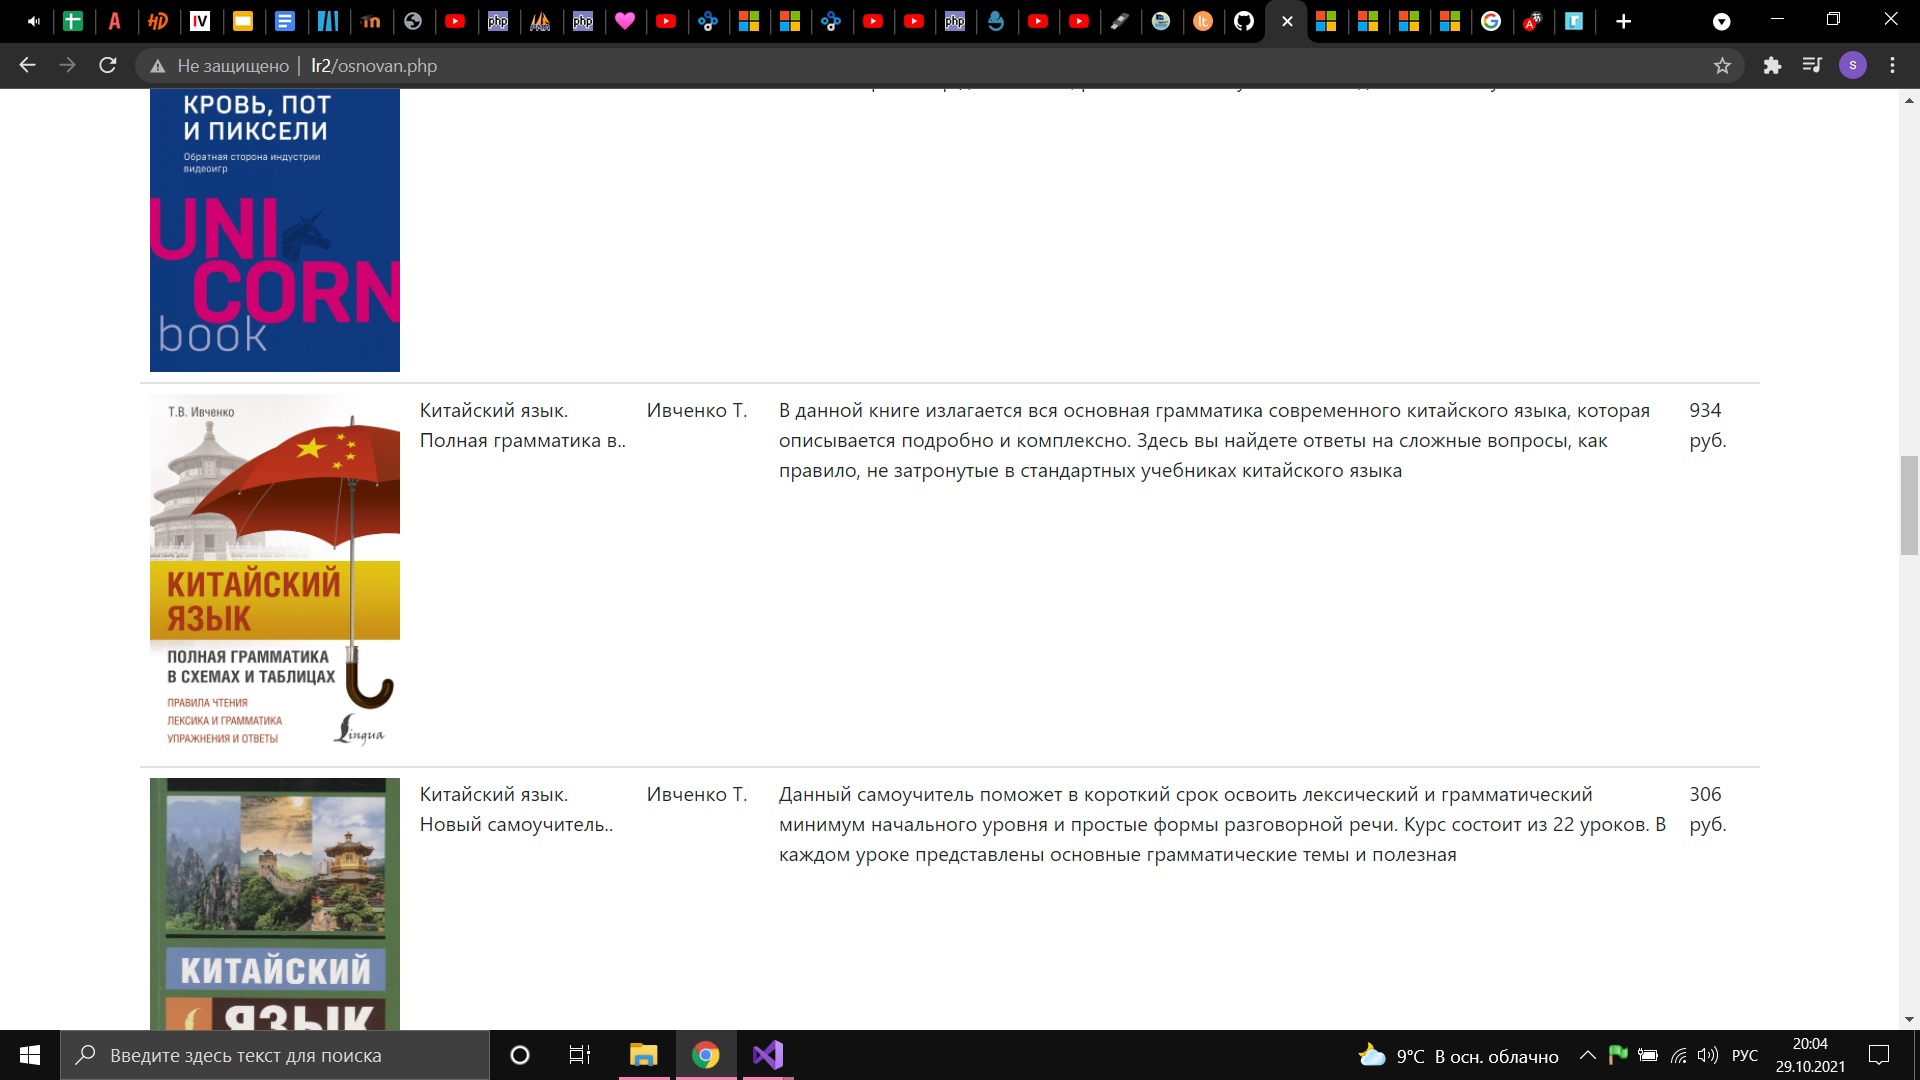 Не защищено | lr2/osnovan.php
КРОВЬ, ПОТ
И ПИКСЕЛИ
Обратная сторона индустрии
видеоигр
UNI
CORN
book
Т.В. Ивченко
КИТАЙСКИЙ
ЯЗЫК
ПОЛНАЯ ГРАММАТИКА
В СХЕМАХ И ТАБЛИЦАХ
ПРАВИЛА ЧТЕНИЯ
ЛЕКСИКА И ГРАММАТИКА
УПРАЖНЕНИЯ И ОТВЕТЫ
Lingua
Китайский язык.
Полная грамматика в..
Ивченко Т.
В данной книге излагается вся основная грамматика современного китайского языка, которая
описывается подробно и комплексно. Здесь вы найдете ответы на сложные вопросы, как
правило, не затронутые в стандартных учебниках китайского языка
934
руб.
КИТАЙСКИЙ
ЯЗЫК
Китайский язык.
Новый самоучитель..
Ивченко Т.
Данный самоучитель поможет в короткий срок освоить лексический и грамматический
минимум начального уровня и простые формы разговорной речи. Курс состоит из 22 уроков. В
каждом уроке представлены основные грамматические темы и полезная
306
руб.
Введите здесь текст для поиска
9°C В осн. облачно
РУС
20:04
29.10.2021